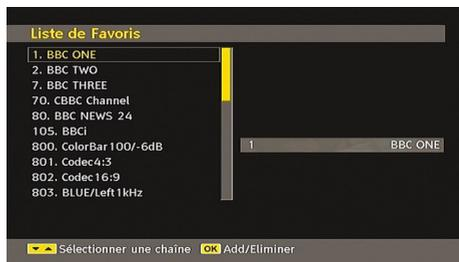 Liste de Favoris
1. BBC ONE
2. BBC TWO
7. BBC THREE
70. CBBC Channel
80. BBC NEWS 24
105. BBCi
800. ColorBar100/-6dB
801. Codec4:3
802. Codec16:9
803. BLUE/Left1kHz
1 BBC ONE
Sélectionner une chaîne OK Add/Eliminer